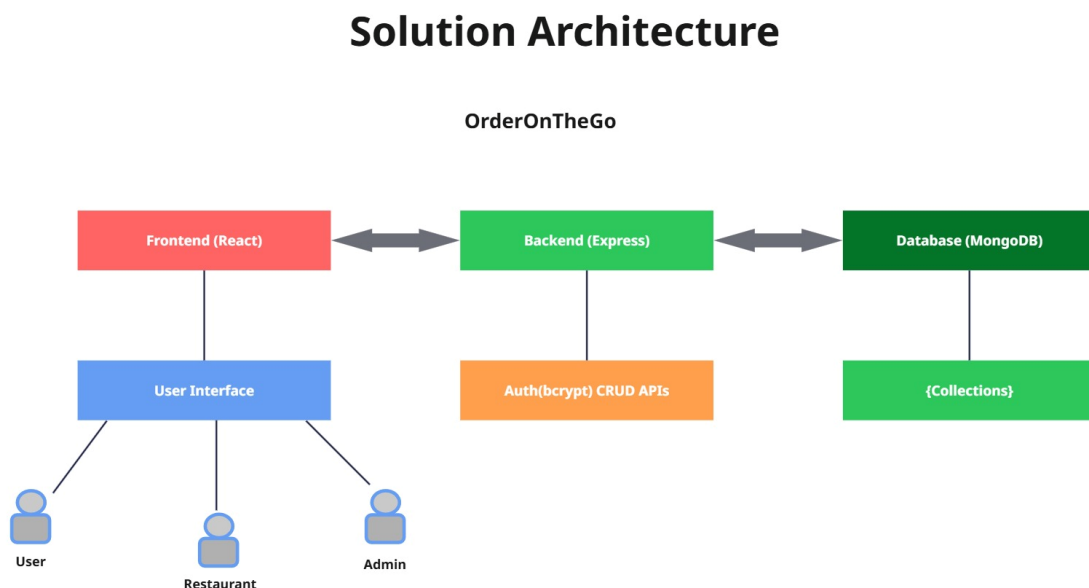 Solution Architecture
OrderOnTheGo
Frontend (React)
Backend (Express)
Database (MongoDB)
User Interface
Auth(bcrypt) CRUD APIs
{Collections}
User
Restaurant
Admin